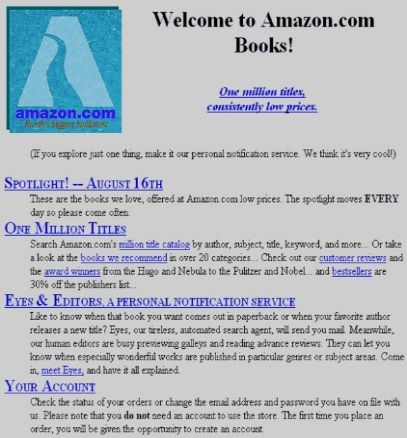 Welcome to Amazon.com
Books!
amazon.com
Earth's biggest bookstore
One million titles,
consistently low prices.
(If you explore just one thing, make it our personal notification service. We think it's very cool!)
SPOTLIGHT! -- AUGUST 16TH
These are the books we love, offered at Amazon.com low prices. The spotlight moves EVERY
day so please come often.
ONE MILLION TITLES
Search Amazon.com's million title catalog by author, subject, title, keyword, and more... Or take
a look at the books we recommend in over 20 categories... Check out our customer reviews and
the award winners from the Hugo and Nebula to the Pulitzer and Nobel... and bestsellers are
30% off the publishers list...
EYES & EDITORS, A PERSONAL NOTIFICATION SERVICE
Like to know when that book you want comes out in paperback or when your favorite author
releases a new title? Eyes, our tireless, automated search agent, will send you mail. Meanwhile,
our human editors are busy previewing galleys and reading advance reviews. They can let you
know when especially wonderful works are published in particular genres or subject areas. Come
in, meet Eyes, and have it all explained.
YOUR ACCOUNT
Check the status of your orders or change the email address and password you have on file with
us. Please note that you do not need an account to use the store. The first time you place an
order, you will be given the opportunity to create an account.